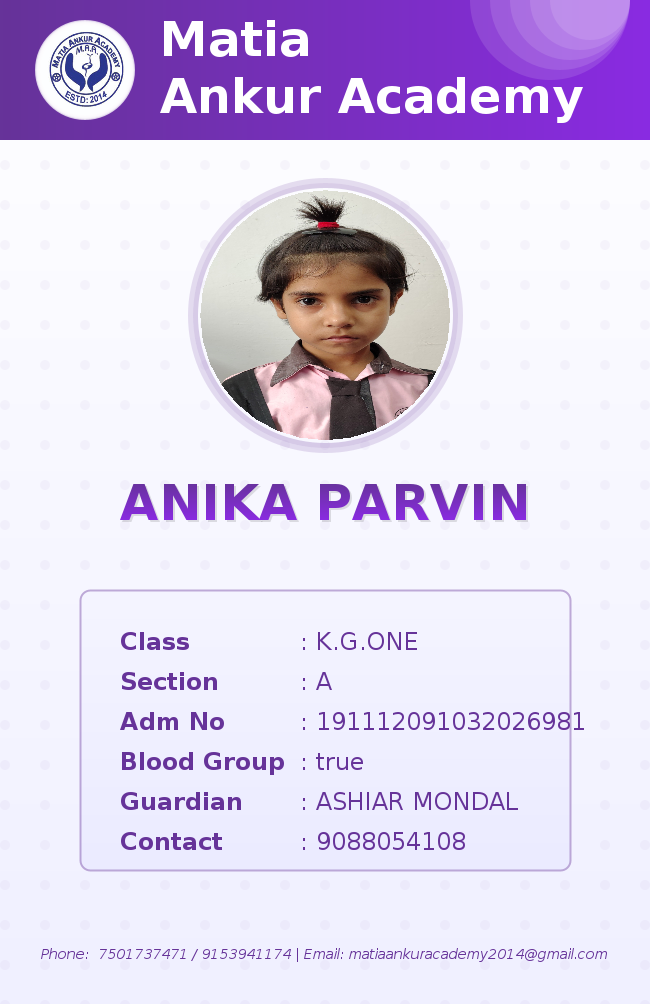 Matia
Ankur Academy
MATIA ANKUR ACADEMY
M.A.A.
ESTD: 2014
ANIKA PARVIN
Class : K.G.ONE
Section : A
Adm No : 191112091032026981
Blood Group : true
Guardian : ASHIAR MONDAL
Contact : 9088054108
Phone: 7501737471 / 9153941174 | Email: matiaankuracademy2014@gmail.com